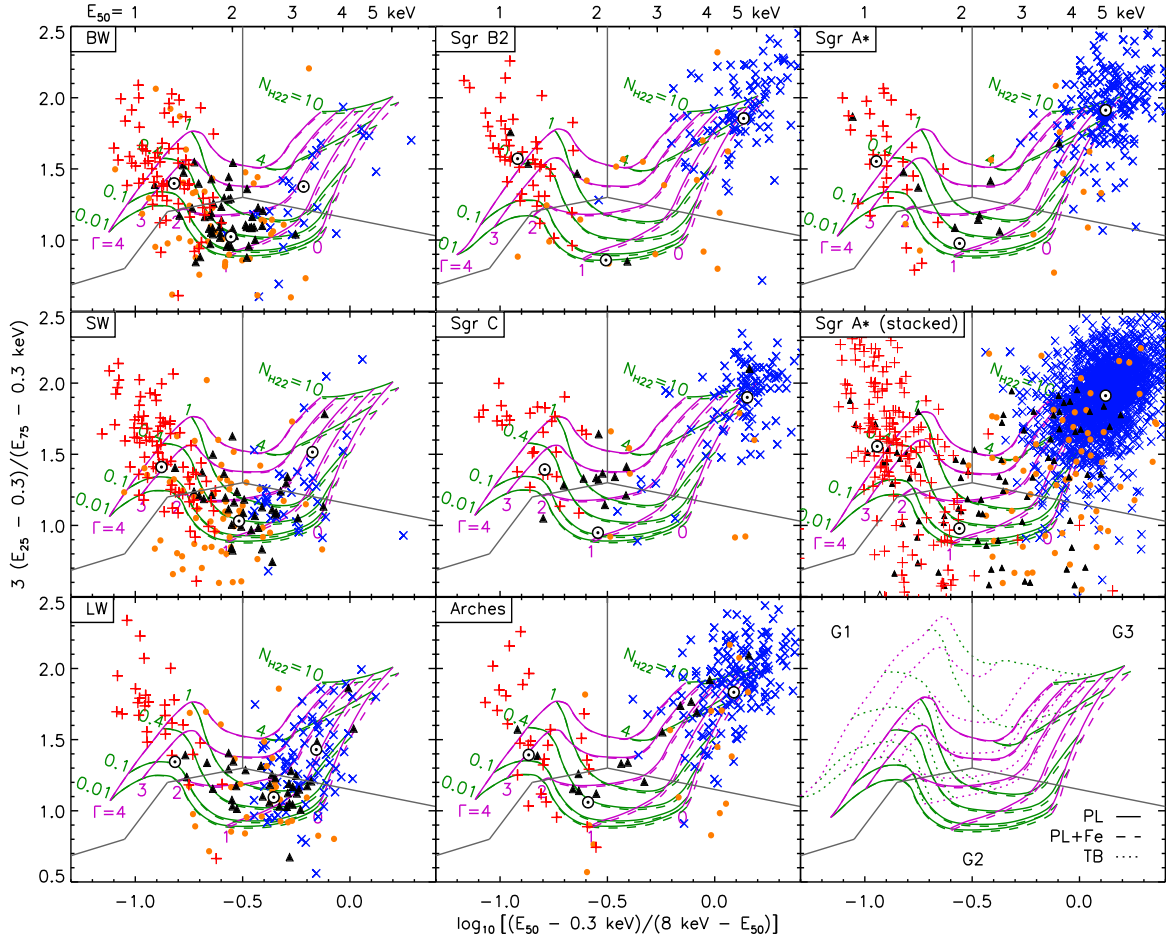 E50= 1 2 3 4 5 keV
1 2 3 4 5 keV
1 2 3 4 5 keV
BW
NH22=10
1
0.4
4
0.1
0.01
Γ=4
3
2
1
0
Sgr B2
NH22=10
1
4
0.1
Γ=4
3
2
1
0
Sgr A*
NH22=10
1
0.4
4
0.1
0.01
Γ=4
3
2
1
0
SW
NH22=10
1
4
0.1
0.01
Γ=4
3
2
1
0
Sgr C
NH22=10
1
0.4
4
0.1
0.01
Γ=4
3
2
1
0
Sgr A* (stacked)
NH22=10
1
4
0.1
0.01
Γ=4
3
2
1
0
LW
NH22=10
1
0.4
4
0.1
0.01
Γ=4
3
2
1
Arches
NH22=10
1
0.4
4
0.1
0.01
Γ=4
3
2
1
0
G1
G3
G2
PL
PL+Fe
TB
2.5
2.0
1.5
1.0
2.5
2.0
1.5
1.0
2.5
2.0
1.5
1.0
0.5
3 (E25 − 0.3)/(E75 − 0.3 keV)
−1.0 −0.5 0.0
−1.0 −0.5 0.0
−1.0 −0.5 0.0
log10 [(E50 − 0.3 keV)/(8 keV − E50)]